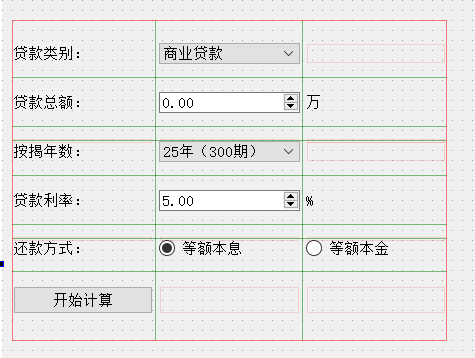 贷款类别： 商业贷款
贷款总额： 0.00 万
按揭年数： 25年（300期）
贷款利率： 5.00 %
还款方式： 等额本息 等额本金
开始计算